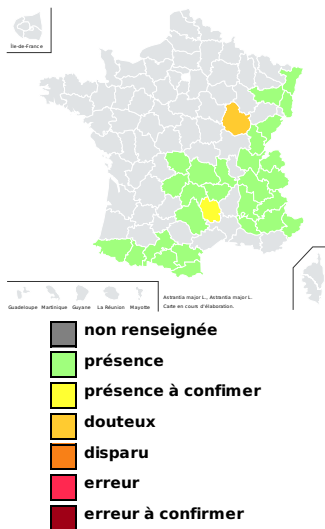 Île-de-France
Guadeloupe Martinique Guyane La Réunion Mayotte
Astrantia major L., Astrantia major L.
Carte en cours d'élaboration.
non renseignée
présence
présence à confimer
douteux
disparu
erreur
erreur à confirmer